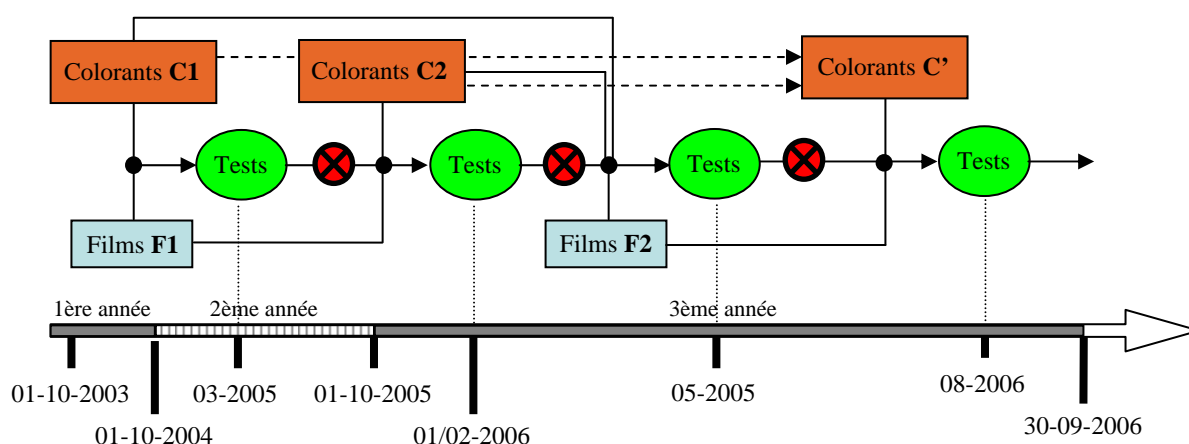 Colorants C1
Colorants C2
Colorants C’
Tests
Tests
Tests
Tests
Films F1
Films F2
1ère année
2ème année
3ème année
01-10-2003
03-2005
01-10-2005
05-2005
08-2006
01-10-2004
01/02-2006
30-09-2006